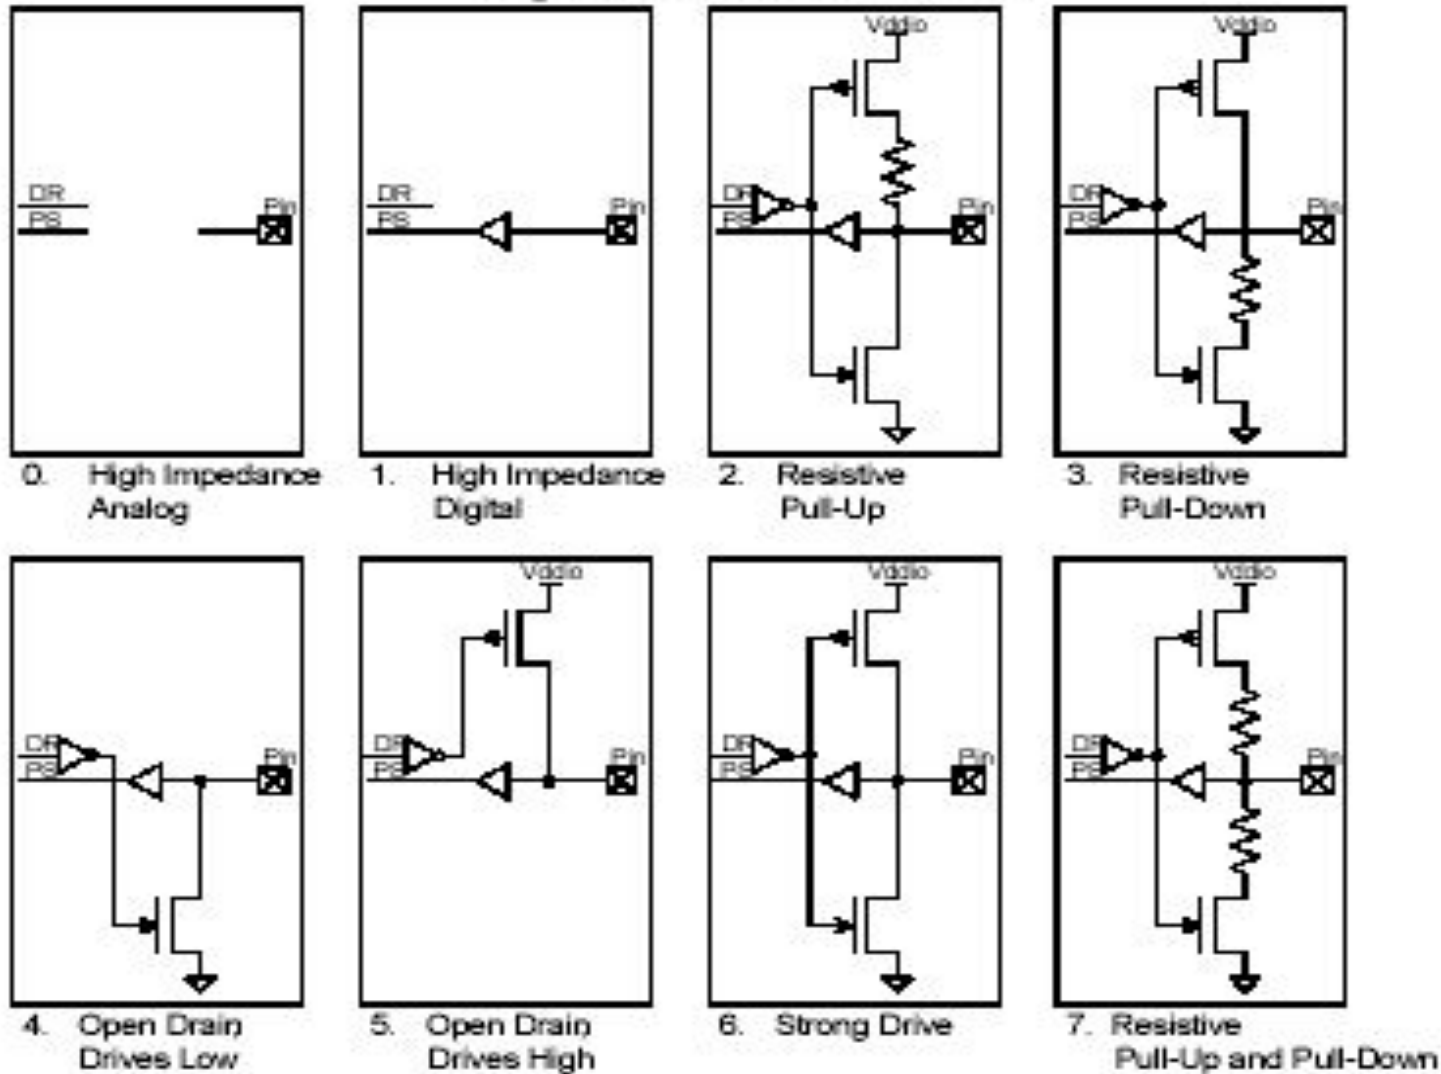 DR
PS
Pin
0. High Impedance
Analog
DR
PS
Pin
1. High Impedance
Digital
Vddio
DR
PS
Pin
2. Resistive
Pull-Up
Vddio
DR
PS
Pin
3. Resistive
Pull-Down
DR
PS
Pin
4. Open Drain,
Drives Low
Vddio
DR
PS
Pin
5. Open Drain,
Drives High
Vddio
DR
PS
Pin
6. Strong Drive
Vddio
DR
PS
Pin
7. Resistive
Pull-Up and Pull-Down